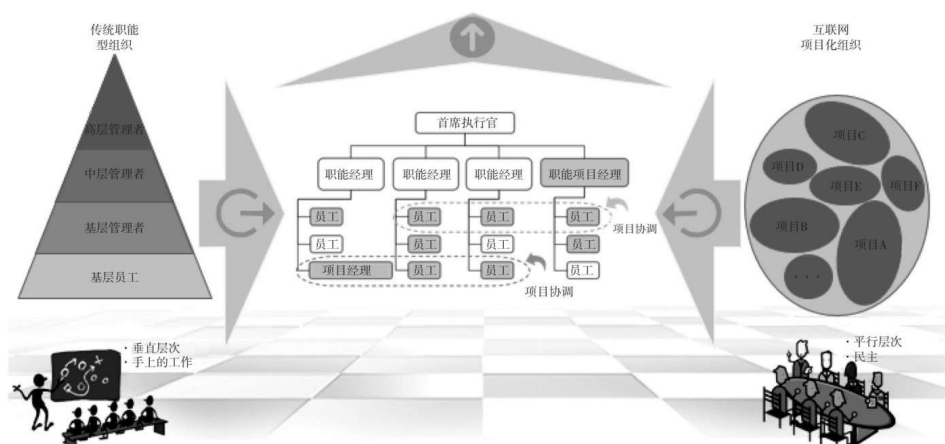 传统职能
型组织
高层管理者
中层管理者
基层管理者
基层员工
· 垂直层次
· 手上的工作
首席执行官
职能经理 职能经理 职能经理 职能项目经理
员工 员工 员工 员工
项目协调
员工 员工 员工 员工
项目经理 员工 员工 员工
项目协调
互联网
项目化组织
项目C
项目D
项目E 项目F
项目B
项目A
···
· 平行层次
· 民主